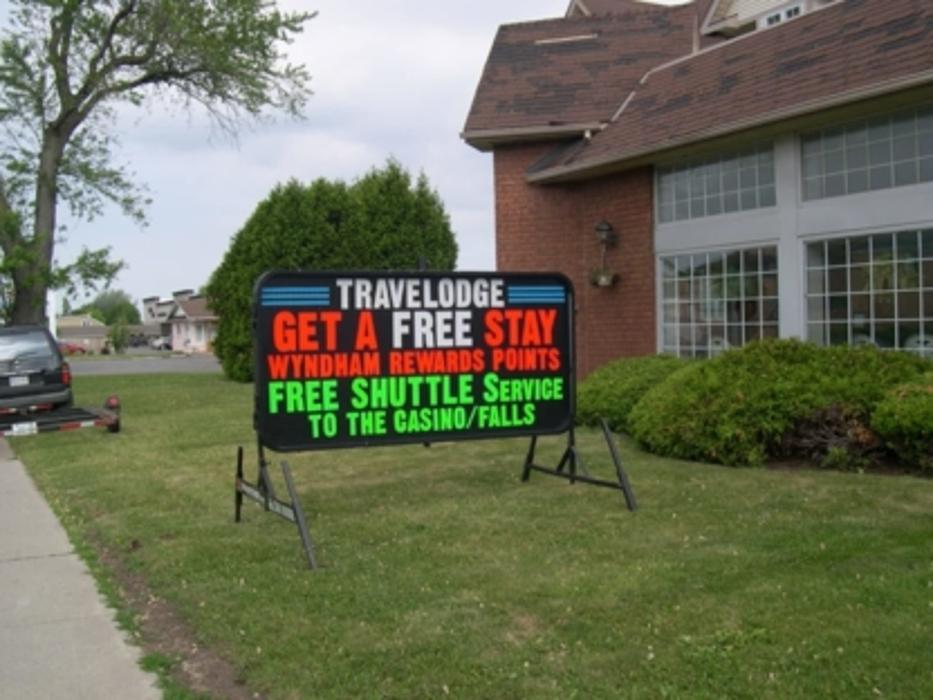 TRAVELODGE
GET A FREE STAY
WYNDHAM REWARDS POINTS
FREE SHUTTLE SERVICE
TO THE CASINO/FALLS